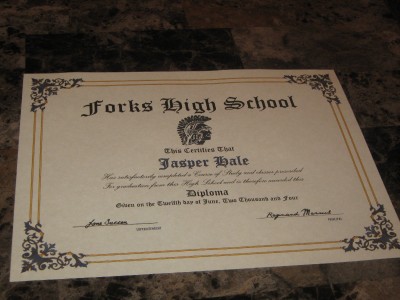 Forks High School
This Certifies That
Jasper Hale
Has satisfactorily completed a Course of Study and classes provided
For graduation from this High School and is therefore awarded this
Diploma
Given on the Twelfth day of June, Two Thousand and Four